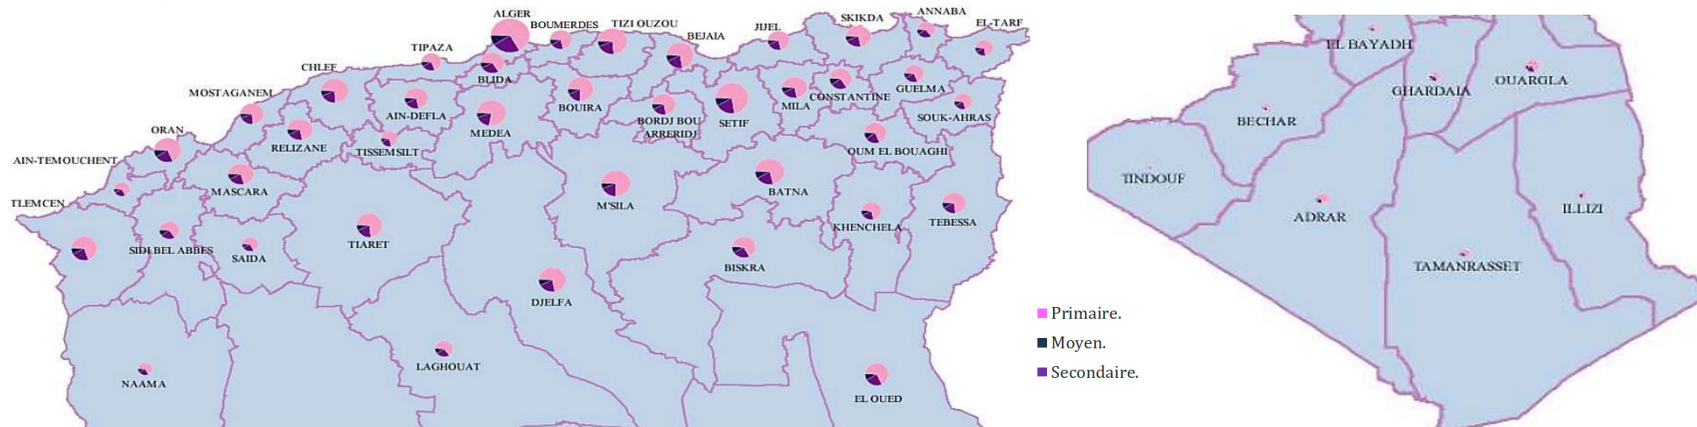 ALGER
BOUMERDES
TIZI OUZOU
BEJAIA
JIJEL
SKIKDA
ANNABA
EL-TARF
TIPAZA
BLIDA
CHLEF
MOSTAGANEM
ORAN
AIN-TEMOUCHENT
TLEMCEN
AIN-DEFLA
MEDEA
BOUIRA
BORDJ BOU
ARRERIDJ
SETIF
MILA
CONSTANTINE
GUELMA
SOUK-AHRAS
RELIZANE
TISSEMSILT
OUM EL BOUAGHI
MASCARA
SIDI BEL ABBES
SAIDA
TIARET
M'SILA
BATNA
KHENCHELA
TEBESSA
BISKRA
DJELFA
LAGHOUAT
NAAMA
EL OUED
Primaire.
Moyen.
Secondaire.
EL BAYADH
GHARDAIA
OUARGLA
BECHAR
TINDOUF
ADRAR
ILLIZI
TAMANRASSET